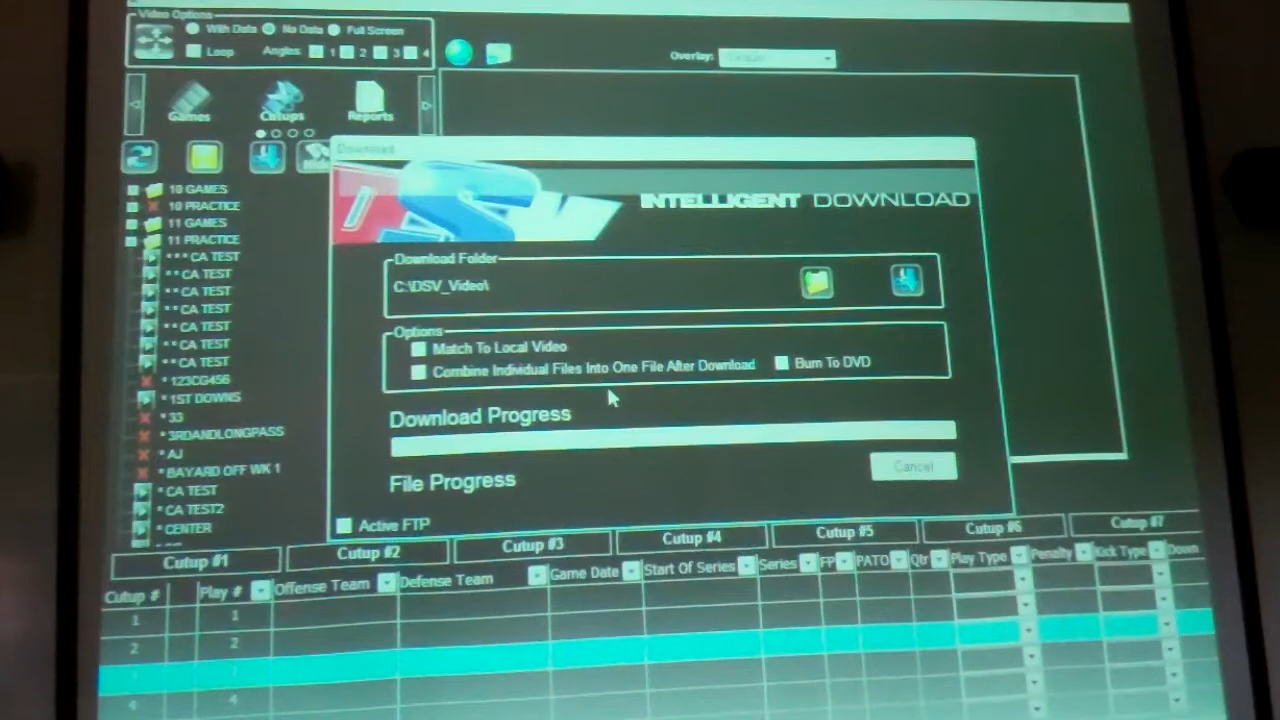 Video Options
With Data No Data Full Screen
Loop Angles 1 2 3 4
Overlay:
Games Cutups Reports
Download
INTELLIGENT DOWNLOAD
10 GAMES
10 PRACTICE
11 GAMES
11 PRACTICE
* * * CA TEST
* * CA TEST
* * CA TEST
* * CA TEST
* * CA TEST
* * CA TEST
* * CA TEST
* 123CG456
* 1ST DOWNS
* 33
* 3RDANDLONGPASS
* AJ
* BAYARD OFF WK 1
* CA TEST
* CA TEST2
* CENTER
Download Folder
C:\DSV_Video\
Options
Match To Local Video
Combine Individual Files Into One File After Download Burn To DVD
Download Progress
Cancel
File Progress
Active FTP
Cutup #1 Cutup #2 Cutup #3 Cutup #4 Cutup #5 Cutup #6 Cutup #7
Cutup # Play # Offense Team Defense Team Game Date Start Of Series Series FP PATO Qtr Play Type Penalty Kick Type Down
1 1
2 2
4 4